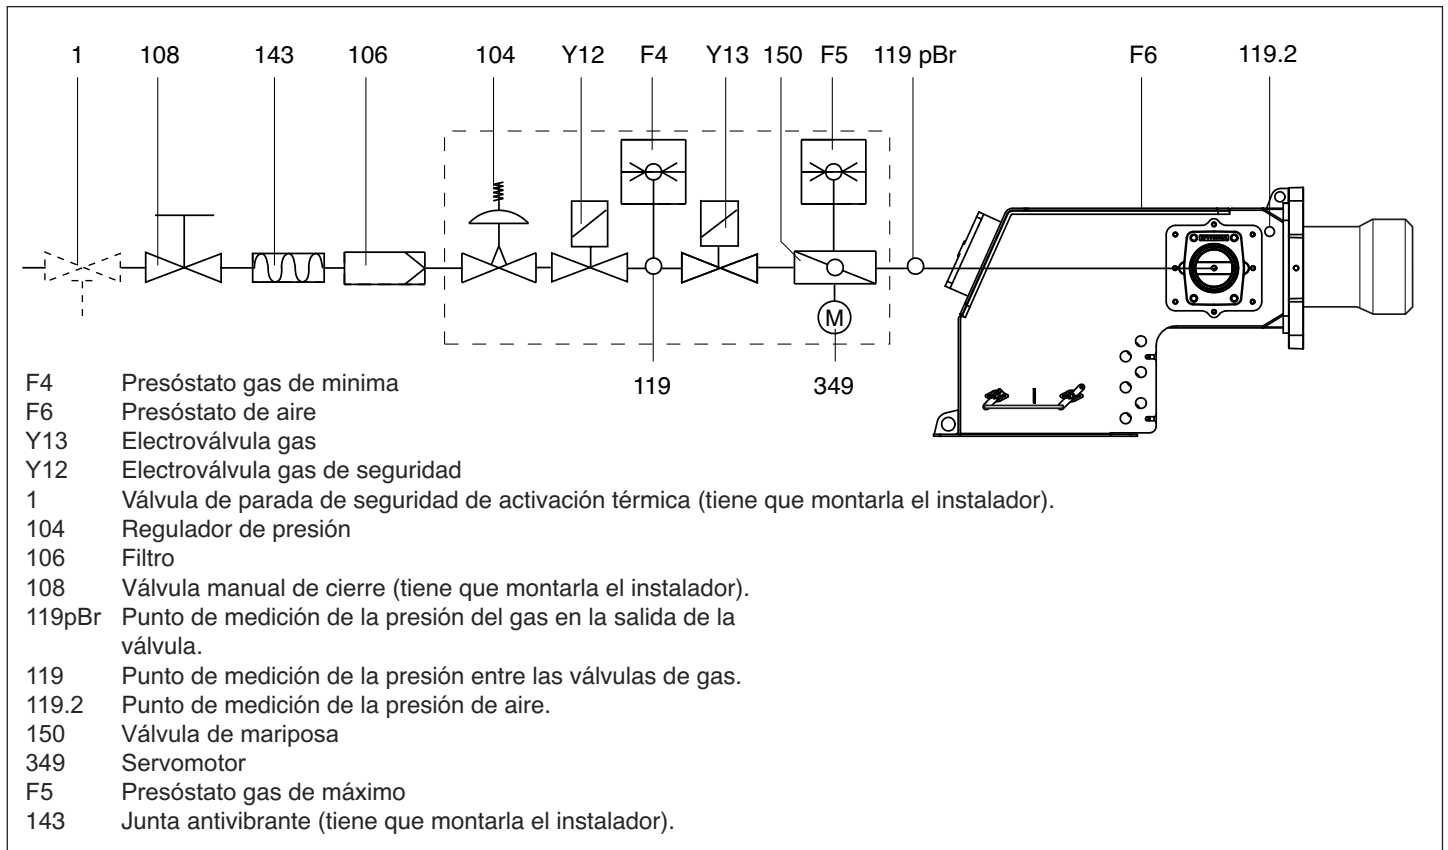 1 108 143 106 104 Y12 F4 Y13 150 F5 119 pBr F6 119.2
M
119 349
F4 Presóstato gas de minima
F6 Presóstato de aire
Y13 Electroválvula gas
Y12 Electroválvula gas de seguridad
1 Válvula de parada de seguridad de activación térmica (tiene que montarla el instalador).
104 Regulador de presión
106 Filtro
108 Válvula manual de cierre (tiene que montarla el instalador).
119pBr Punto de medición de la presión del gas en la salida de la
válvula.
119 Punto de medición de la presión entre las válvulas de gas.
119.2 Punto de medición de la presión de aire.
150 Válvula de mariposa
349 Servomotor
F5 Presóstato gas de máximo
143 Junta antivibrante (tiene que montarla el instalador).